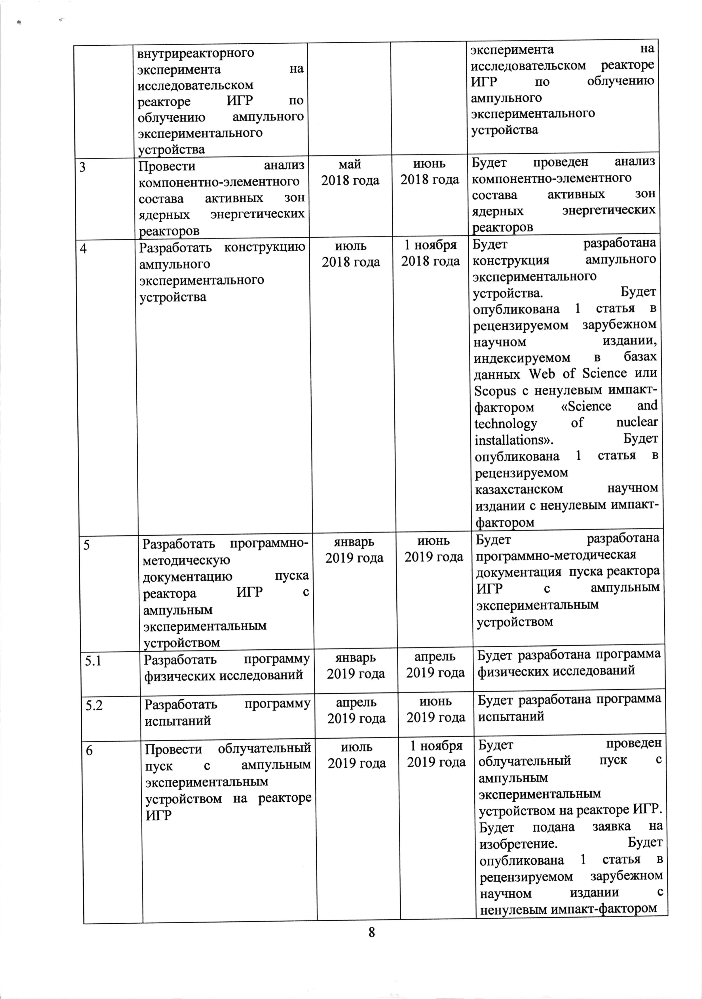 внутриреакторного
эксперимента на
исследовательском
реакторе ИГР по
облучению ампульного
экспериментального
устройства
эксперимента на
исследовательском реакторе
ИГР по облучению
ампульного
экспериментального
устройства
3
Провести анализ
компонентно-элементного
состава активных зон
ядерных энергетических
реакторов
май
2018 года
июнь
2018 года
Будет проведен анализ
компонентно-элементного
состава активных зон
ядерных энергетических
реакторов
4
Разработать конструкцию
ампульного
экспериментального
устройства
июль
2018 года
1 ноября
2018 года
Будет разработана
конструкция ампульного
экспериментального
устройства. Будет
опубликована 1 статья в
рецензируемом зарубежном
научном издании,
индексируемом в базах
данных Web of Science или
Scopus с ненулевым импакт-
фактором «Science and
technology of nuclear
installations». Будет
опубликована 1 статья в
рецензируемом
казахстанском научном
издании с ненулевым импакт-
фактором
5
Разработать программно-
методическую
документацию пуска
реактора ИГР с
ампульным
экспериментальным
устройством
январь
2019 года
июнь
2019 года
Будет разработана
программно-методическая
документация пуска реактора
ИГР с ампульным
экспериментальным
устройством
5.1
Разработать программу
физических исследований
январь
2019 года
апрель
2019 года
Будет разработана программа
физических исследований
5.2
Разработать программу
испытаний
апрель
2019 года
июнь
2019 года
Будет разработана программа
испытаний
6
Провести облучательный
пуск с ампульным
экспериментальным
устройством на реакторе
ИГР
июль
2019 года
1 ноября
2019 года
Будет проведен
облучательный пуск с
ампульным
экспериментальным
устройством на реакторе ИГР.
Будет подана заявка на
изобретение. Будет
опубликована 1 статья в
рецензируемом зарубежном
научном издании с
ненулевым импакт-фактором
8